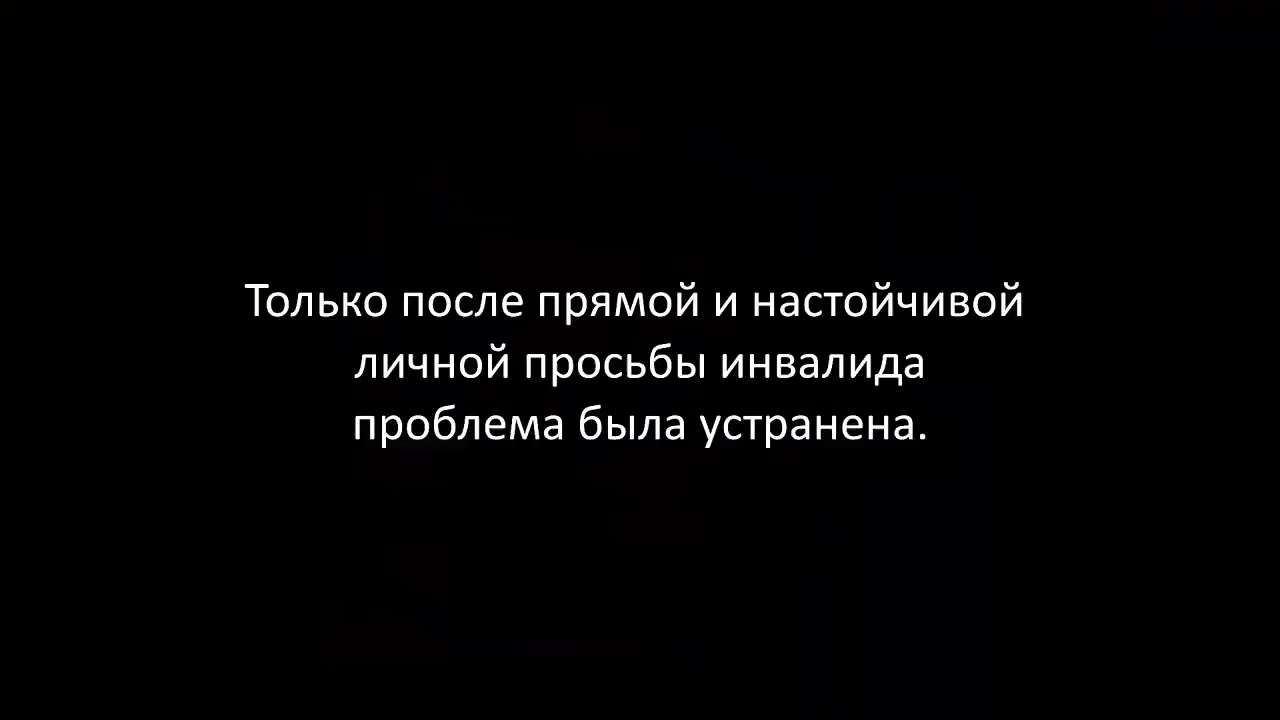 Только после прямой и настойчивой
личной просьбы инвалида
проблема была устранена.